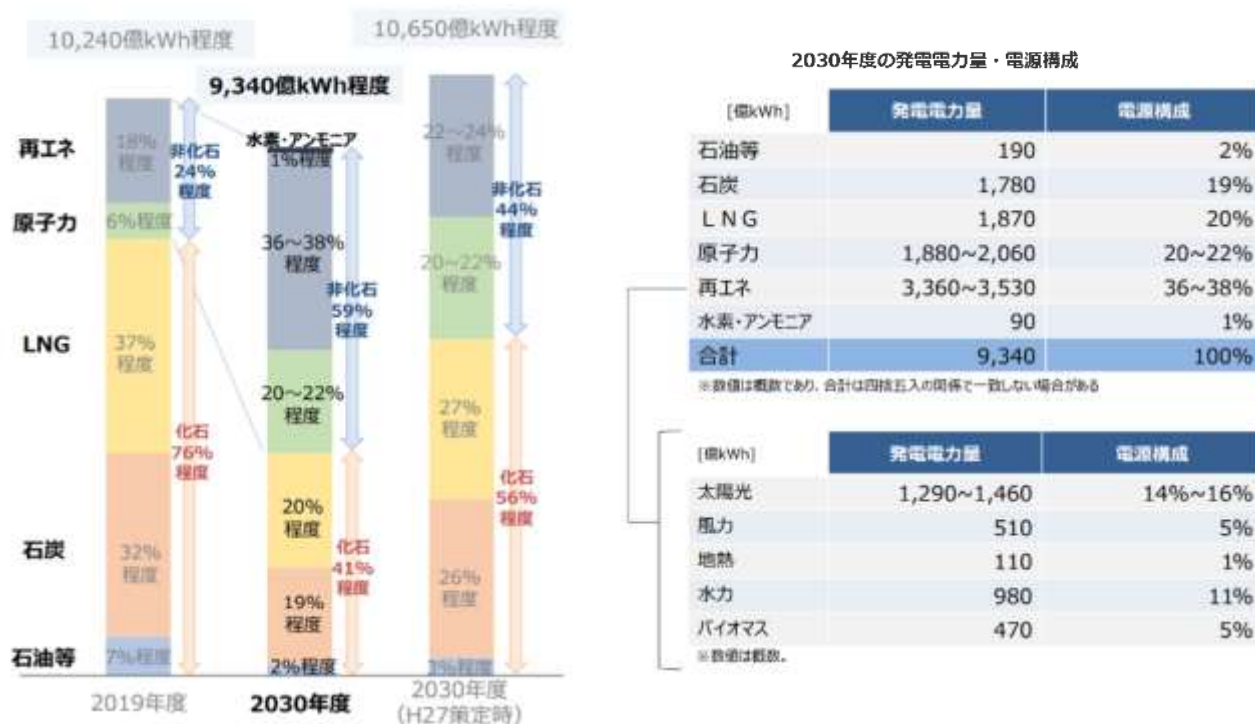 10,240億kWh程度
10,650億kWh程度
9,340億kWh程度
再エネ
原子力
LNG
石炭
石油等
18%
程度
6%程度
37%
程度
32%
程度
7%程度
非化石
24%
程度
化石
76%
程度
2019年度
水素・アンモニア
1%程度
36～38%
程度
20～22%
程度
20%
程度
19%
程度
2%程度
非化石
59%
程度
化石
41%
程度
2030年度
22～24%
程度
20～22%
程度
27%
程度
26%
程度
3%程度
非化石
44%
程度
化石
56%
程度
2030年度
（H27策定時）
2030年度の発電電力量・電源構成
[億kWh] 発電電力量 電源構成
石油等 190 2%
石炭 1,780 19%
ＬＮＧ 1,870 20%
原子力 1,880~2,060 20~22%
再エネ 3,360~3,530 36~38%
水素・アンモニア 90 1%
合計 9,340 100%
※数値は概数であり、合計は四捨五入の関係で一致しない場合がある
[億kWh] 発電電力量 電源構成
太陽光 1,290~1,460 14%~16%
風力 510 5%
地熱 110 1%
水力 980 11%
バイオマス 470 5%
※数値は概数。